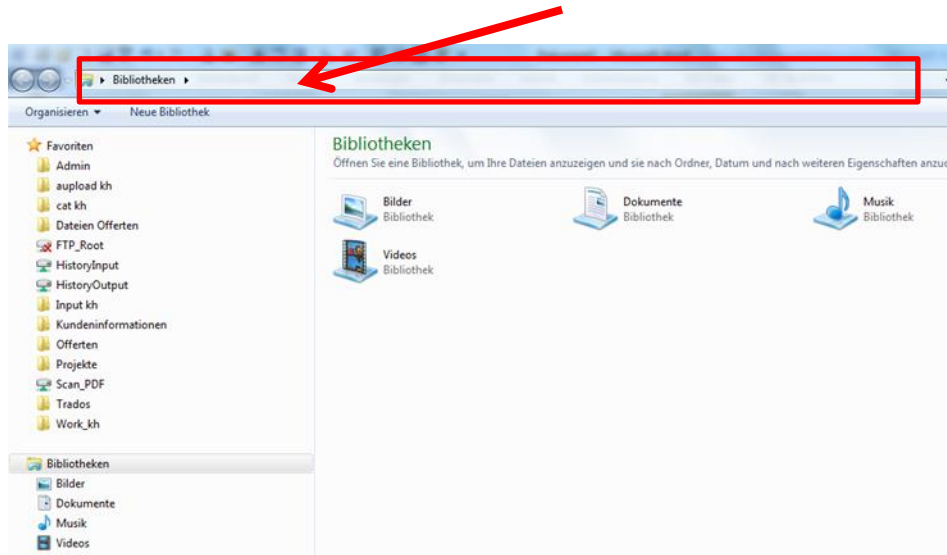 Bibliotheken
Organisieren Neue Bibliothek
Favoriten
Admin
aupload kh
cat kh
Dateien Offerten
FTP_Root
HistoryInput
HistoryOutput
Input kh
Kundeninformationen
Offerten
Projekte
Scan_PDF
Trados
Work_kh
Bibliotheken
Bilder
Dokumente
Musik
Videos
Bibliotheken
Öffnen Sie eine Bibliothek, um Ihre Dateien anzuzeigen und sie nach Ordner, Datum und nach weiteren Eigenschaften anzuo
Bilder
Bibliothek
Dokumente
Bibliothek
Musik
Bibliothek
Videos
Bibliothek